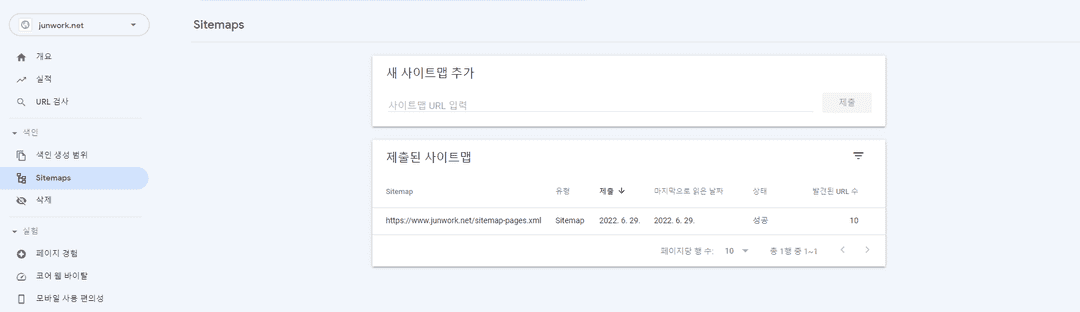 junwork.net
개요
실적
URL 검사
색인
색인 생성 범위
Sitemaps
삭제
실험
페이지 경험
코어 웹 바이탈
모바일 사용 편의성
Sitemaps
새 사이트맵 추가
사이트맵 URL 입력
제출
제출된 사이트맵
Sitemap 유형 제출 마지막으로 읽은 날짜 상태 발견된 URL 수
https://www.junwork.net/sitemap-pages.xml Sitemap 2022. 6. 29. 2022. 6. 29. 성공 10
페이지당 행 수: 10 총 1행 중 1~1